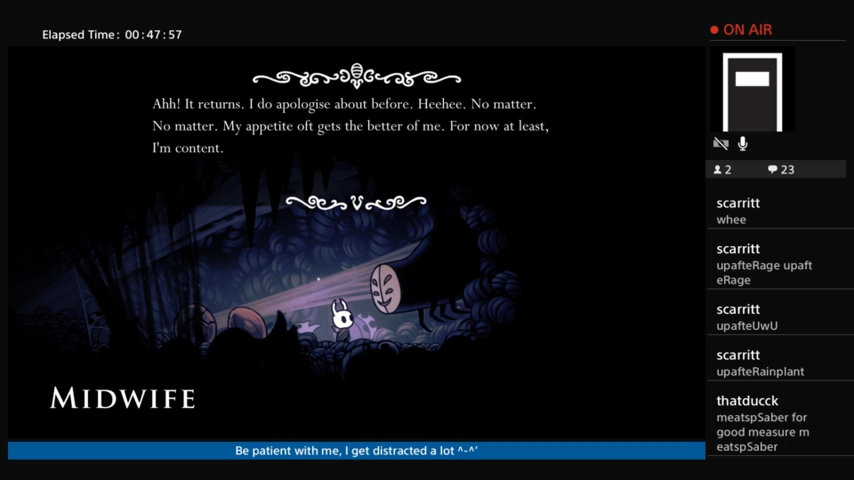 Elapsed Time: 00:47:57
Ahh! It returns. I do apologise about before. Heehee. No matter.
No matter. My appetite oft gets the better of me. For now at least,
I'm content.
MIDWIFE
Be patient with me, I get distracted a lot ^-^'
ON AIR
2
23
scarritt
whee
scarritt
upafteRage upaft
eRage
scarritt
upafteUwU
scarritt
upafteRainplant
thatducck
meatspSaber for
good measure m
eatspSaber